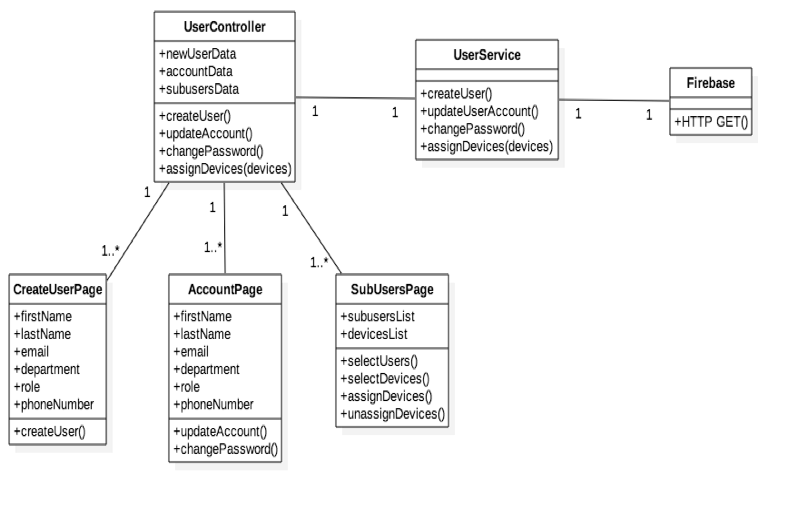 UserController
+newUserData
+accountData
+subusersData
+createUser()
+updateAccount()
+changePassword()
+assignDevices(devices)
1
1
UserService
+createUser()
+updateUserAccount()
+changePassword()
+assignDevices(devices)
1
1
Firebase
+HTTP GET()
1
1
1
1..*
1..*
1..*
CreateUserPage
+firstName
+lastName
+email
+department
+role
+phoneNumber
+createUser()
AccountPage
+firstName
+lastName
+email
+department
+role
+phoneNumber
+updateAccount()
+changePassword()
SubUsersPage
+subusersList
+devicesList
+selectUsers()
+selectDevices()
+assignDevices()
+unassignDevices()